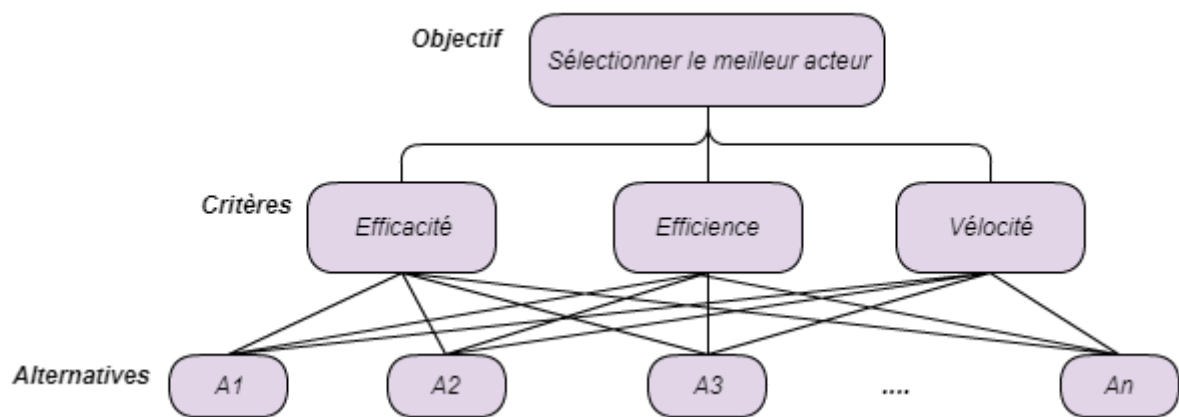 Objectif
Sélectionner le meilleur acteur
Critères
Efficacité
Efficience
Vélocité
Alternatives
A1
A2
A3
....
An